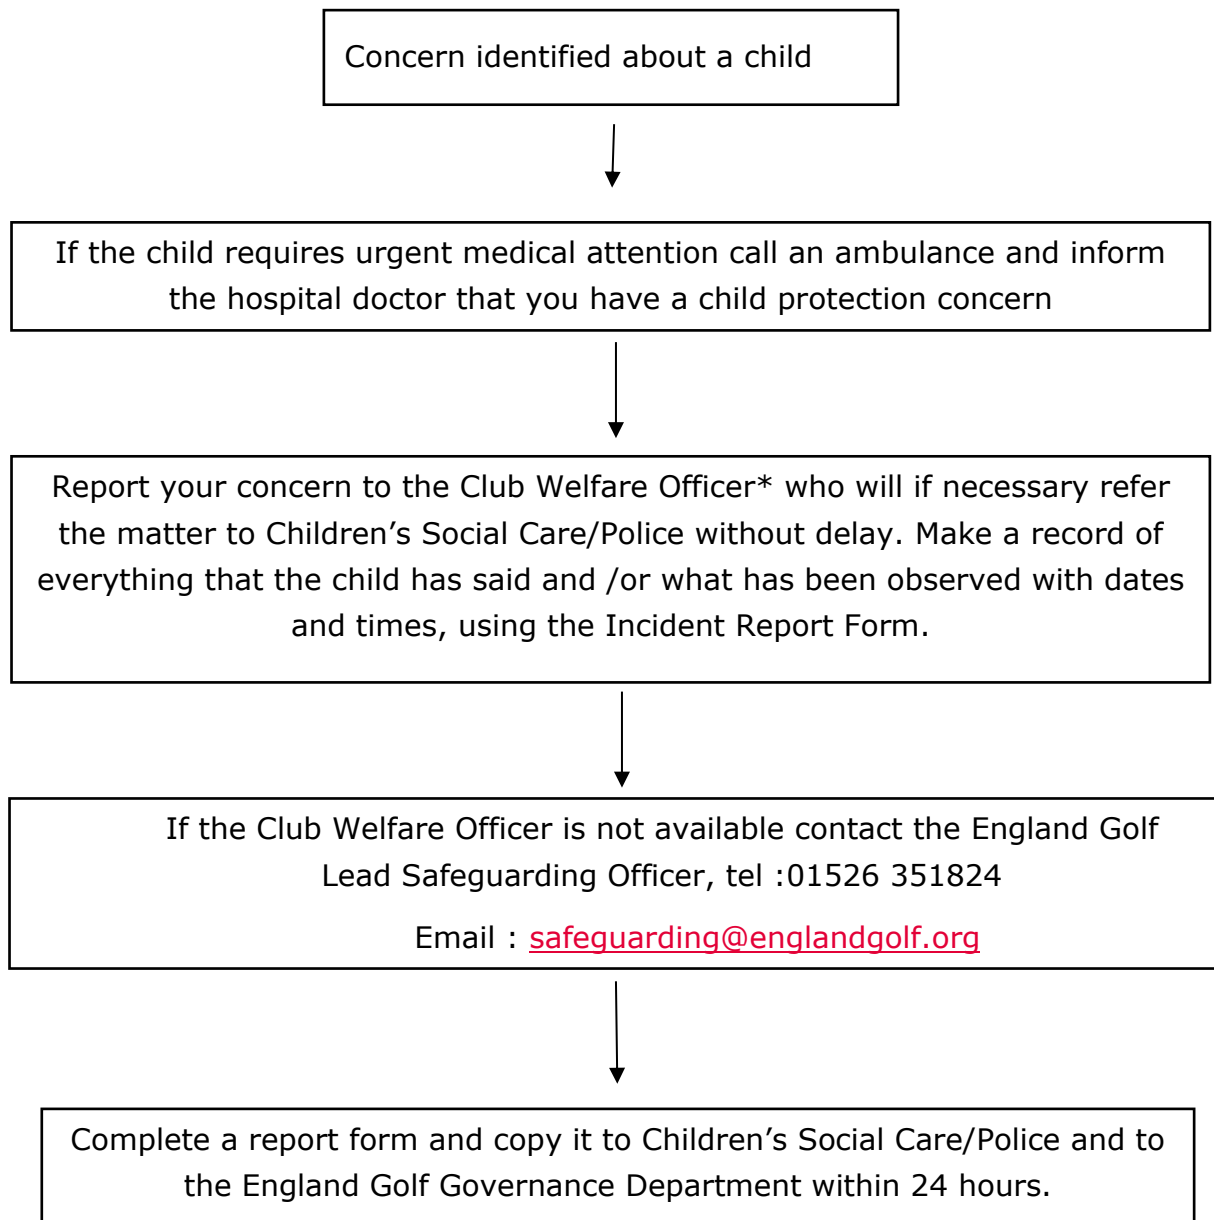 Concern identified about a child
If the child requires urgent medical attention call an ambulance and inform
the hospital doctor that you have a child protection concern
Report your concern to the Club Welfare Officer* who will if necessary refer
the matter to Children’s Social Care/Police without delay. Make a record of
everything that the child has said and /or what has been observed with dates
and times, using the Incident Report Form.
If the Club Welfare Officer is not available contact the England Golf
Lead Safeguarding Officer, tel :01526 351824
Email : safeguarding@englandgolf.org
Complete a report form and copy it to Children’s Social Care/Police and to
the England Golf Governance Department within 24 hours.